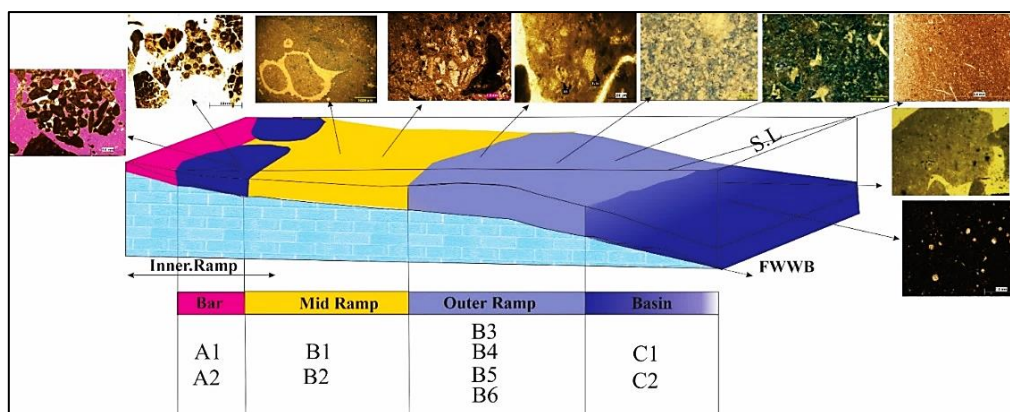 S.L
FWWB
Inner.Ramp
Bar
Mid Ramp
Outer Ramp
Basin
A1
A2
B1
B2
B3
B4
B5
B6
C1
C2